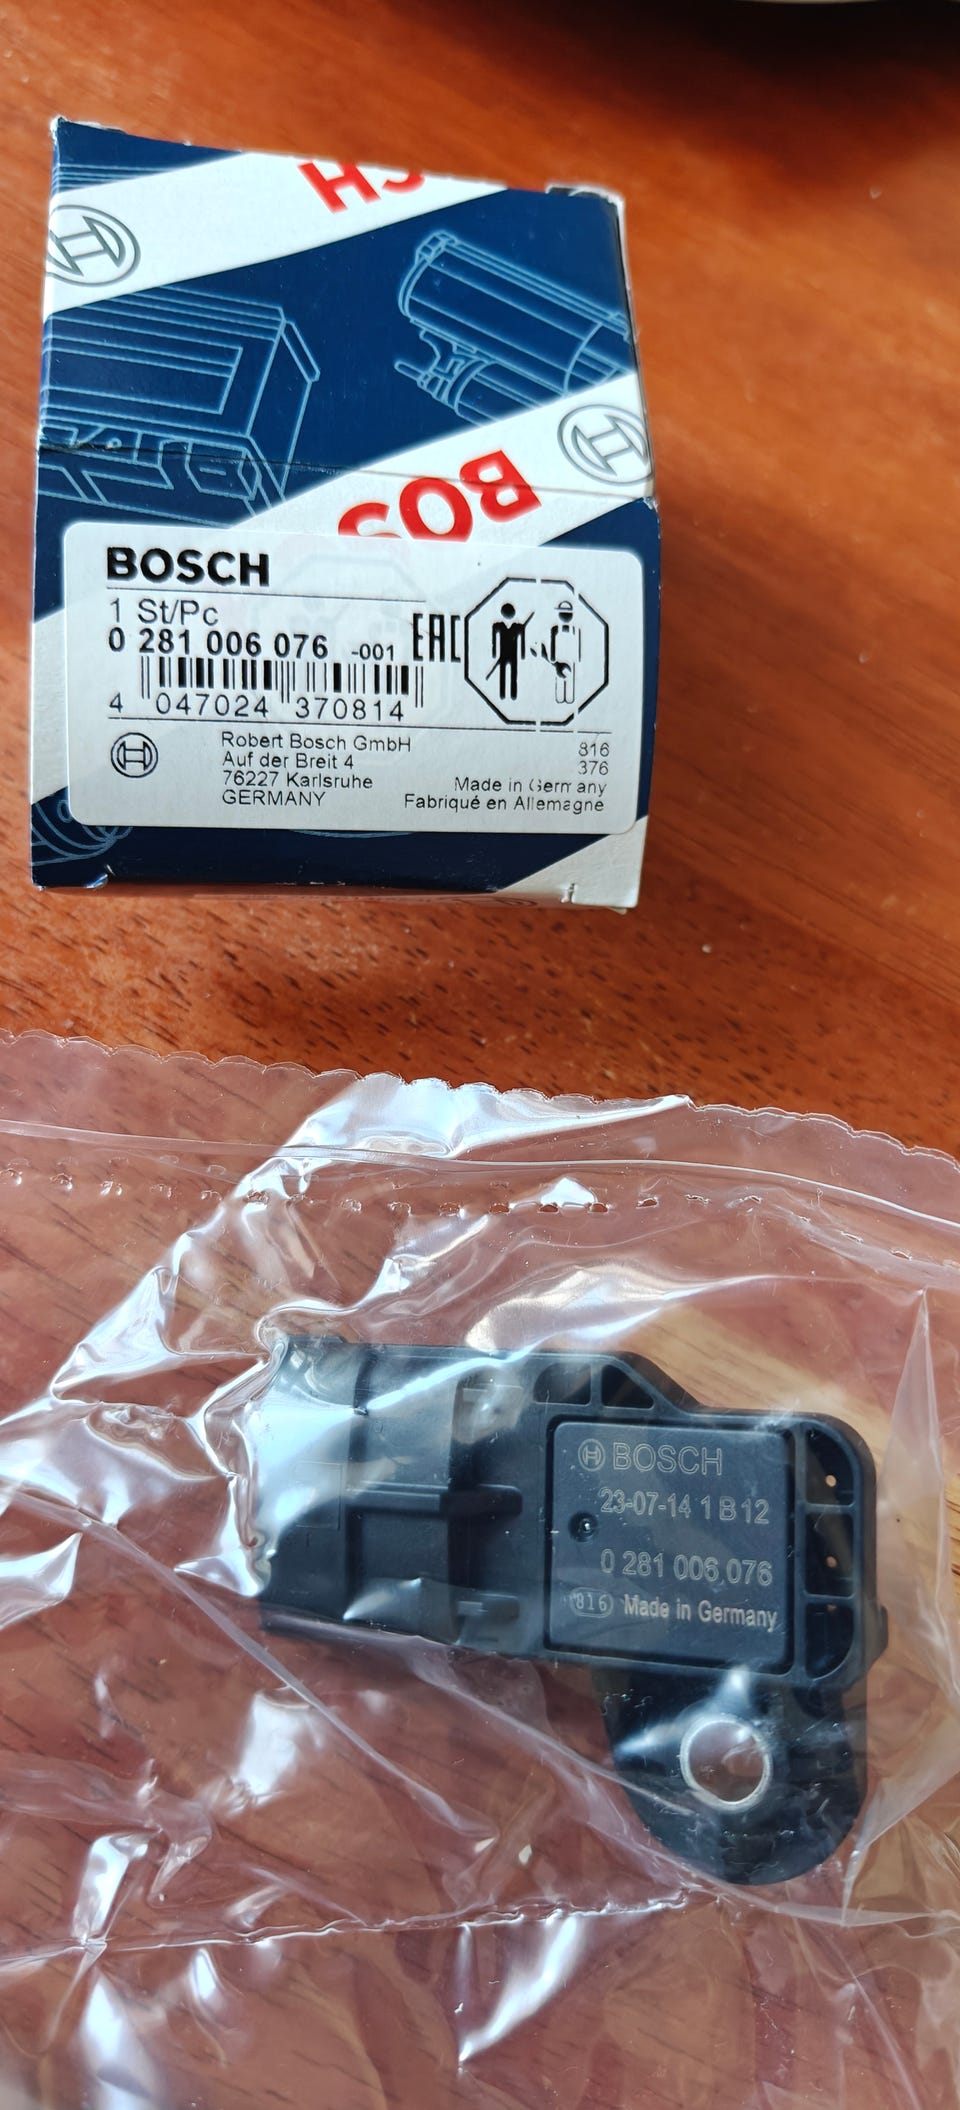 BOSCH
BOSCH
1 St/Pc
0 281 006 076 -001
EAC
4 047024 370814
Robert Bosch GmbH
Auf der Breit 4
76227 Karlsruhe
GERMANY
816
376
Made in Germany
Fabriqué en Allemagne
BOSCH
23-07-14 1 B 12
0 281 006 076
816 Made in Germany